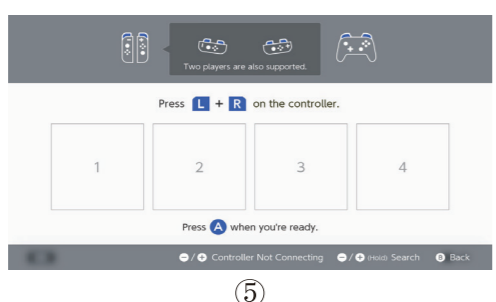 Two players are also supported.
Press L + R on the controller.
1 2 3 4
Press A when you're ready.
−/+ Controller Not Connecting −/+ (Hold) Search B Back
⑤